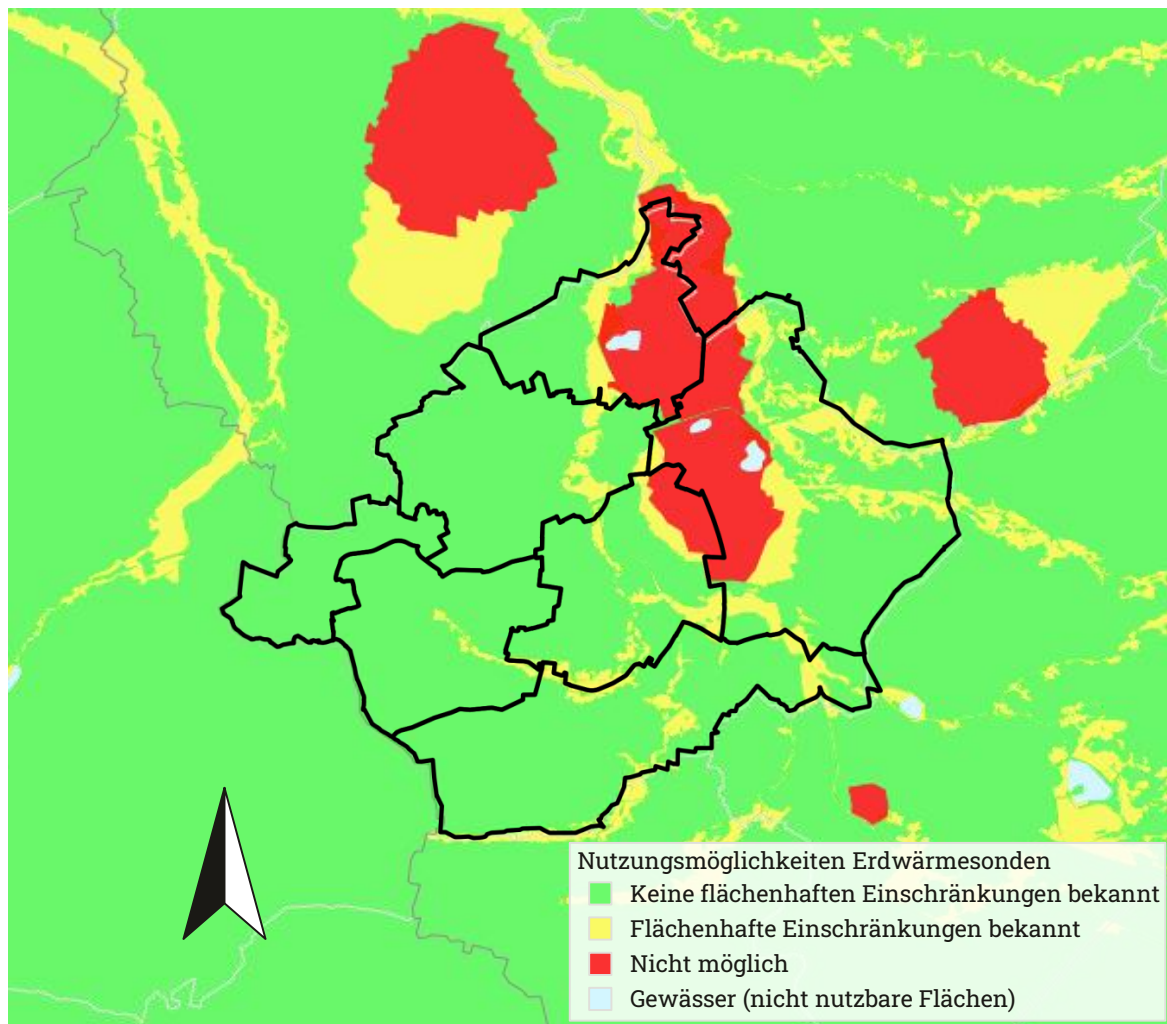 Nutzungsmöglichkeiten Erdwärmesonden
Keine flächenhaften Einschränkungen bekannt
Flächenhafte Einschränkungen bekannt
Nicht möglich
Gewässer (nicht nutzbare Flächen)